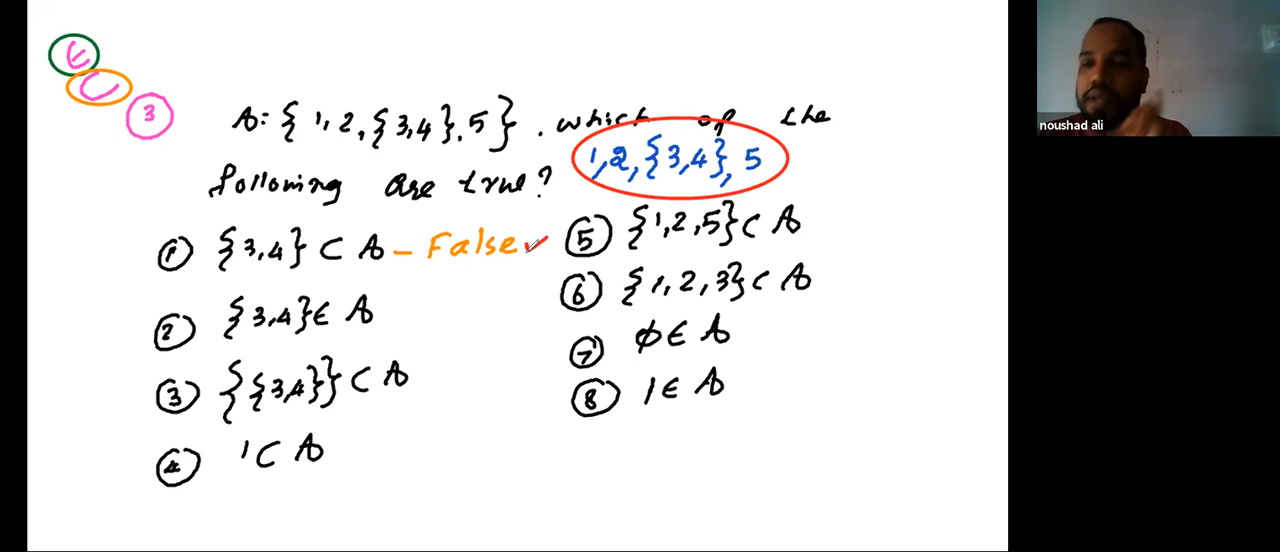 ∈
⊂
3
A: {1, 2, {3, 4}, 5}. which of the
following are true?
1, 2, {3, 4}, 5
① {3, 4} ⊂ A – False ✓
② {3, 4} ∈ A
③ {{3, 4}} ⊂ A
④ 1 ⊂ A
⑤ {1, 2, 5} ⊂ A
⑥ {1, 2, 3} ⊂ A
⑦ ϕ ∈ A
⑧ 1 ∈ A
noushad ali